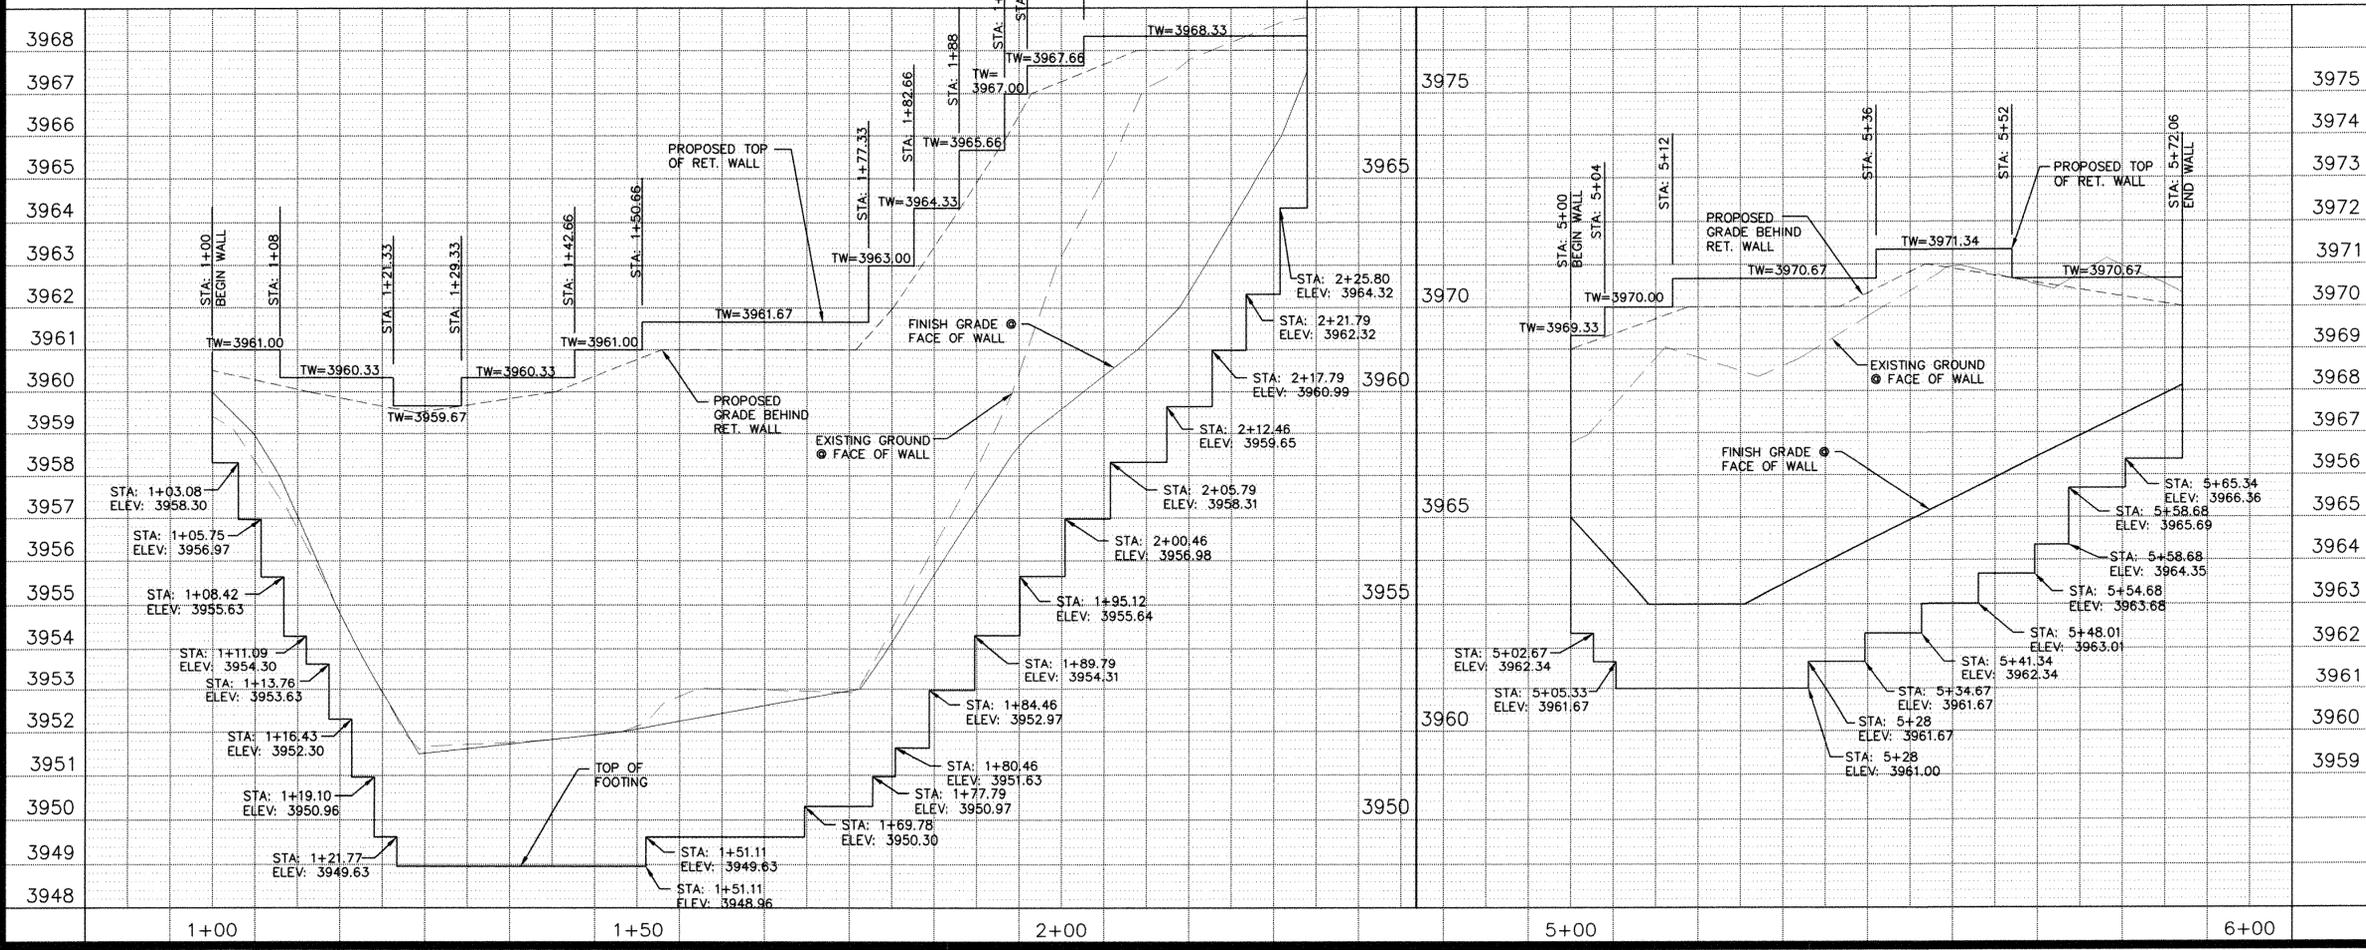 3968
3967
3966
3965
3964
3963
3962
3961
3960
3959
3958
3957
3956
3955
3954
3953
3952
3951
3950
3949
3948
STA: 1+00
BEGIN WALL
STA: 1+08
STA: 1+21.33
STA: 1+29.33
STA: 1+42.66
STA: 1+50.66
STA: 1+77.33
STA: 1+82.66
STA: 1+88
STA: 1+
STA
TW=3961.00
TW=3960.33
TW=3959.67
TW=3960.33
TW=3961.00
TW=3961.67
TW=3963.00
TW=3964.33
TW=3965.66
TW=
3967.00
TW=3967.66
TW=3968.33
PROPOSED TOP
OF RET. WALL
PROPOSED
GRADE BEHIND
RET. WALL
FINISH GRADE @
FACE OF WALL
EXISTING GROUND
@ FACE OF WALL
TOP OF
FOOTING
STA: 1+03.08
ELEV: 3958.30
STA: 1+05.75
ELEV: 3956.97
STA: 1+08.42
ELEV: 3955.63
STA: 1+11.09
ELEV: 3954.30
STA: 1+13.76
ELEV: 3953.63
STA: 1+16.43
ELEV: 3952.30
STA: 1+19.10
ELEV: 3950.96
STA: 1+21.77
ELEV: 3949.63
STA: 1+51.11
ELEV: 3949.63
STA: 1+51.11
ELEV: 3948.96
STA: 1+69.78
ELEV: 3950.30
STA: 1+77.79
ELEV: 3950.97
STA: 1+80.46
ELEV: 3951.63
STA: 1+84.46
ELEV: 3952.97
STA: 1+89.79
ELEV: 3954.31
STA: 1+95.12
ELEV: 3955.64
STA: 2+00.46
ELEV: 3956.98
STA: 2+05.79
ELEV: 3958.31
STA: 2+12.46
ELEV: 3959.65
STA: 2+17.79
ELEV: 3960.99
STA: 2+21.79
ELEV: 3962.32
STA: 2+25.80
ELEV: 3964.32
3965
3960
3955
3950
1+00
1+50
2+00
3975
3970
3965
3960
STA: 5+00
BEGIN WALL
STA: 5+04
STA: 5+12
STA: 5+36
STA: 5+52
STA: 5+72.06
END WALL
TW=3969.33
TW=3970.00
TW=3970.67
TW=3971.34
TW=3970.67
PROPOSED
GRADE BEHIND
RET. WALL
PROPOSED TOP
OF RET. WALL
EXISTING GROUND
@ FACE OF WALL
FINISH GRADE @
FACE OF WALL
STA: 5+02.67
ELEV: 3962.34
STA: 5+05.33
ELEV: 3961.67
STA: 5+28
ELEV: 3961.00
STA: 5+28
ELEV: 3961.67
STA: 5+34.67
ELEV: 3961.67
STA: 5+41.34
ELEV: 3962.34
STA: 5+48.01
ELEV: 3963.01
STA: 5+54.68
ELEV: 3963.68
STA: 5+58.68
ELEV: 3964.35
STA: 5+58.68
ELEV: 3965.69
STA: 5+65.34
ELEV: 3966.36
3975
3974
3973
3972
3971
3970
3969
3968
3967
3966
3965
3964
3963
3962
3961
3960
3959
5+00
6+00